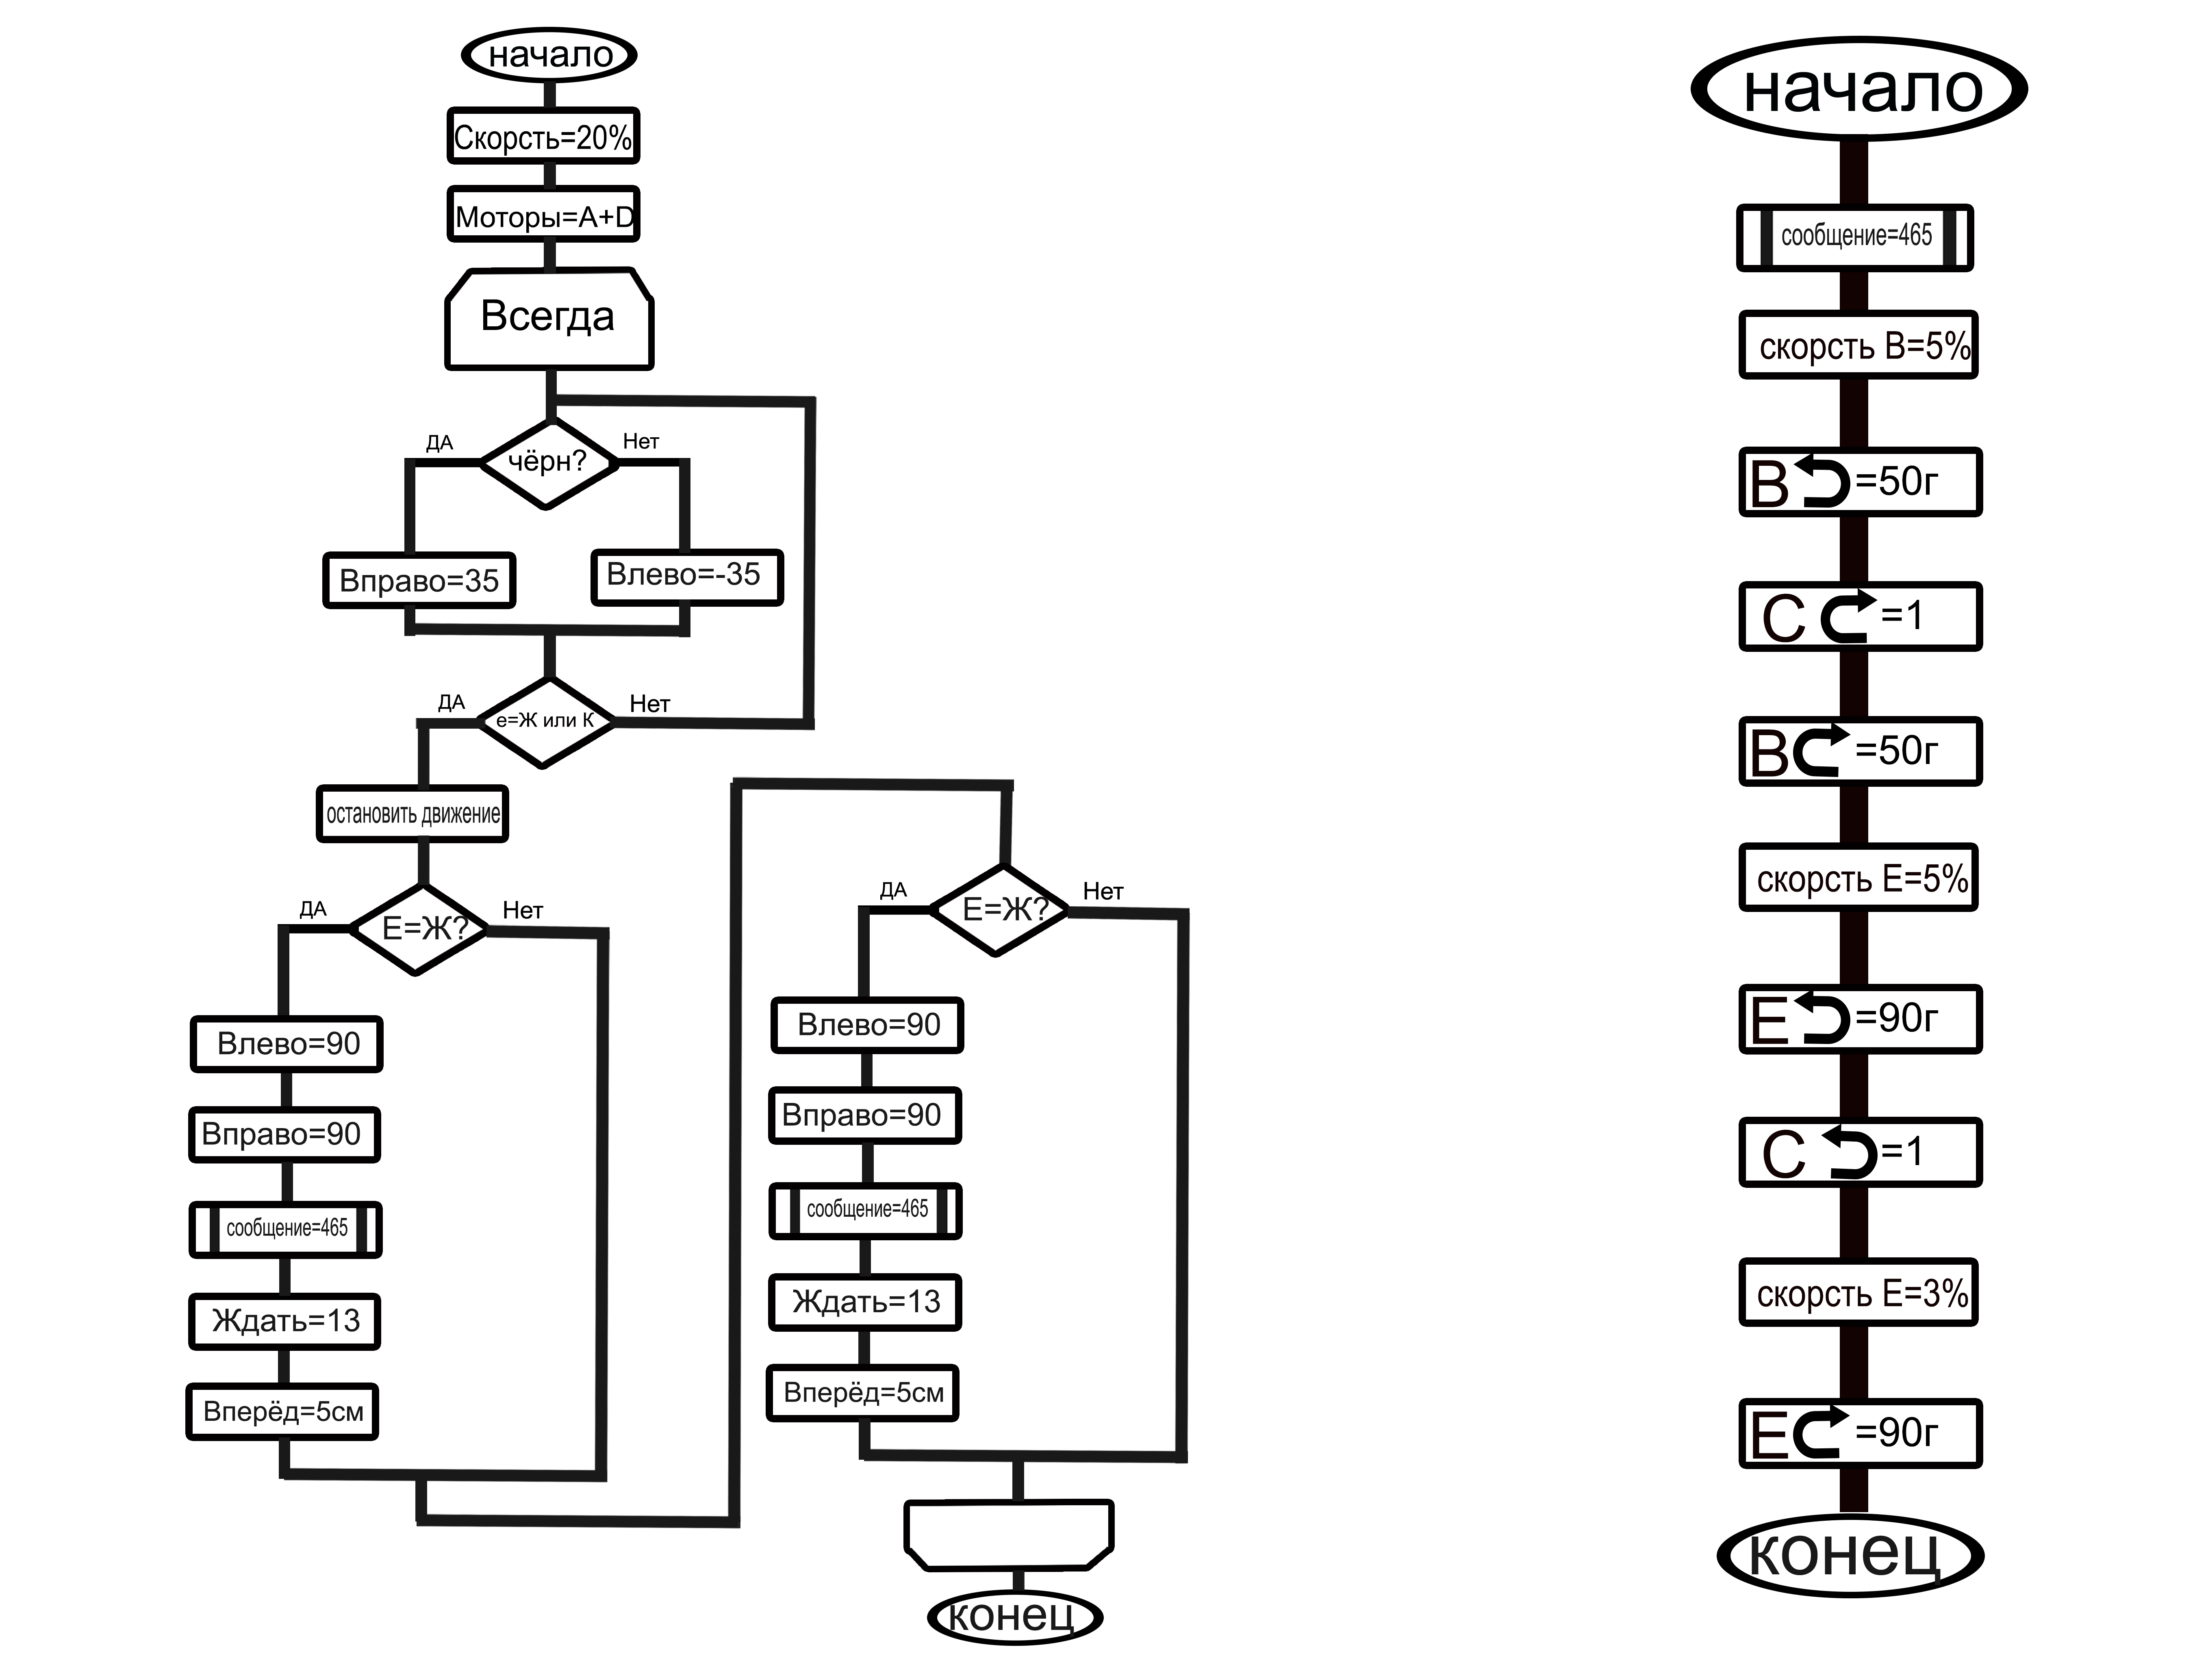 начало
Скорсть=20%
Моторы=A+D
Всегда
чёрн?
ДА
Нет
Вправо=35
Влево=-35
е=Ж или К
ДА
Нет
остановить движение
Е=Ж?
ДА
Нет
Влево=90
Вправо=90
сообщение=465
Ждать=13
Вперёд=5см
Е=Ж?
ДА
Нет
Влево=90
Вправо=90
сообщение=465
Ждать=13
Вперёд=5см
конец
начало
сообщение=465
скорсть B=5%
B =50г
C =1
B =50г
скорсть E=5%
E =90г
C =1
скорсть E=3%
E =90г
конец